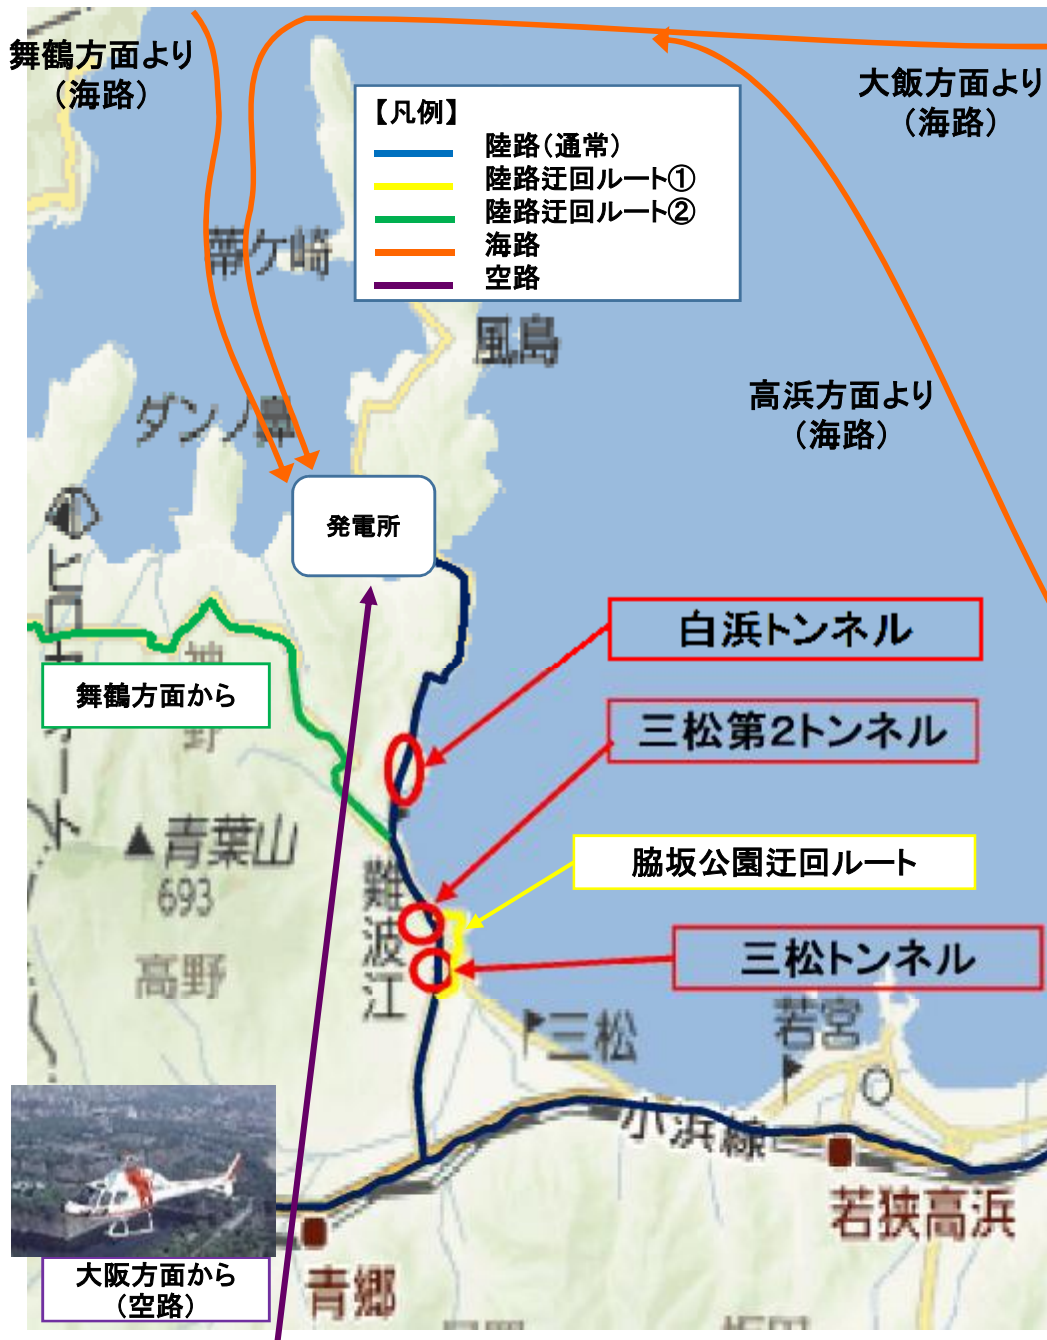 舞鶴方面より
（海路）
大飯方面より
（海路）
【凡例】
陸路（通常）
陸路迂回ルート①
陸路迂回ルート②
海路
空路
風島
高浜方面より
（海路）
ダンノ鼻
発電所
白浜トンネル
舞鶴方面から
三松第2トンネル
青葉山
693
脇坂公園迂回ルート
難波江
高野
三松トンネル
三松
若宮
小浜線
若狭高浜
大阪方面から
（空路）
青郷